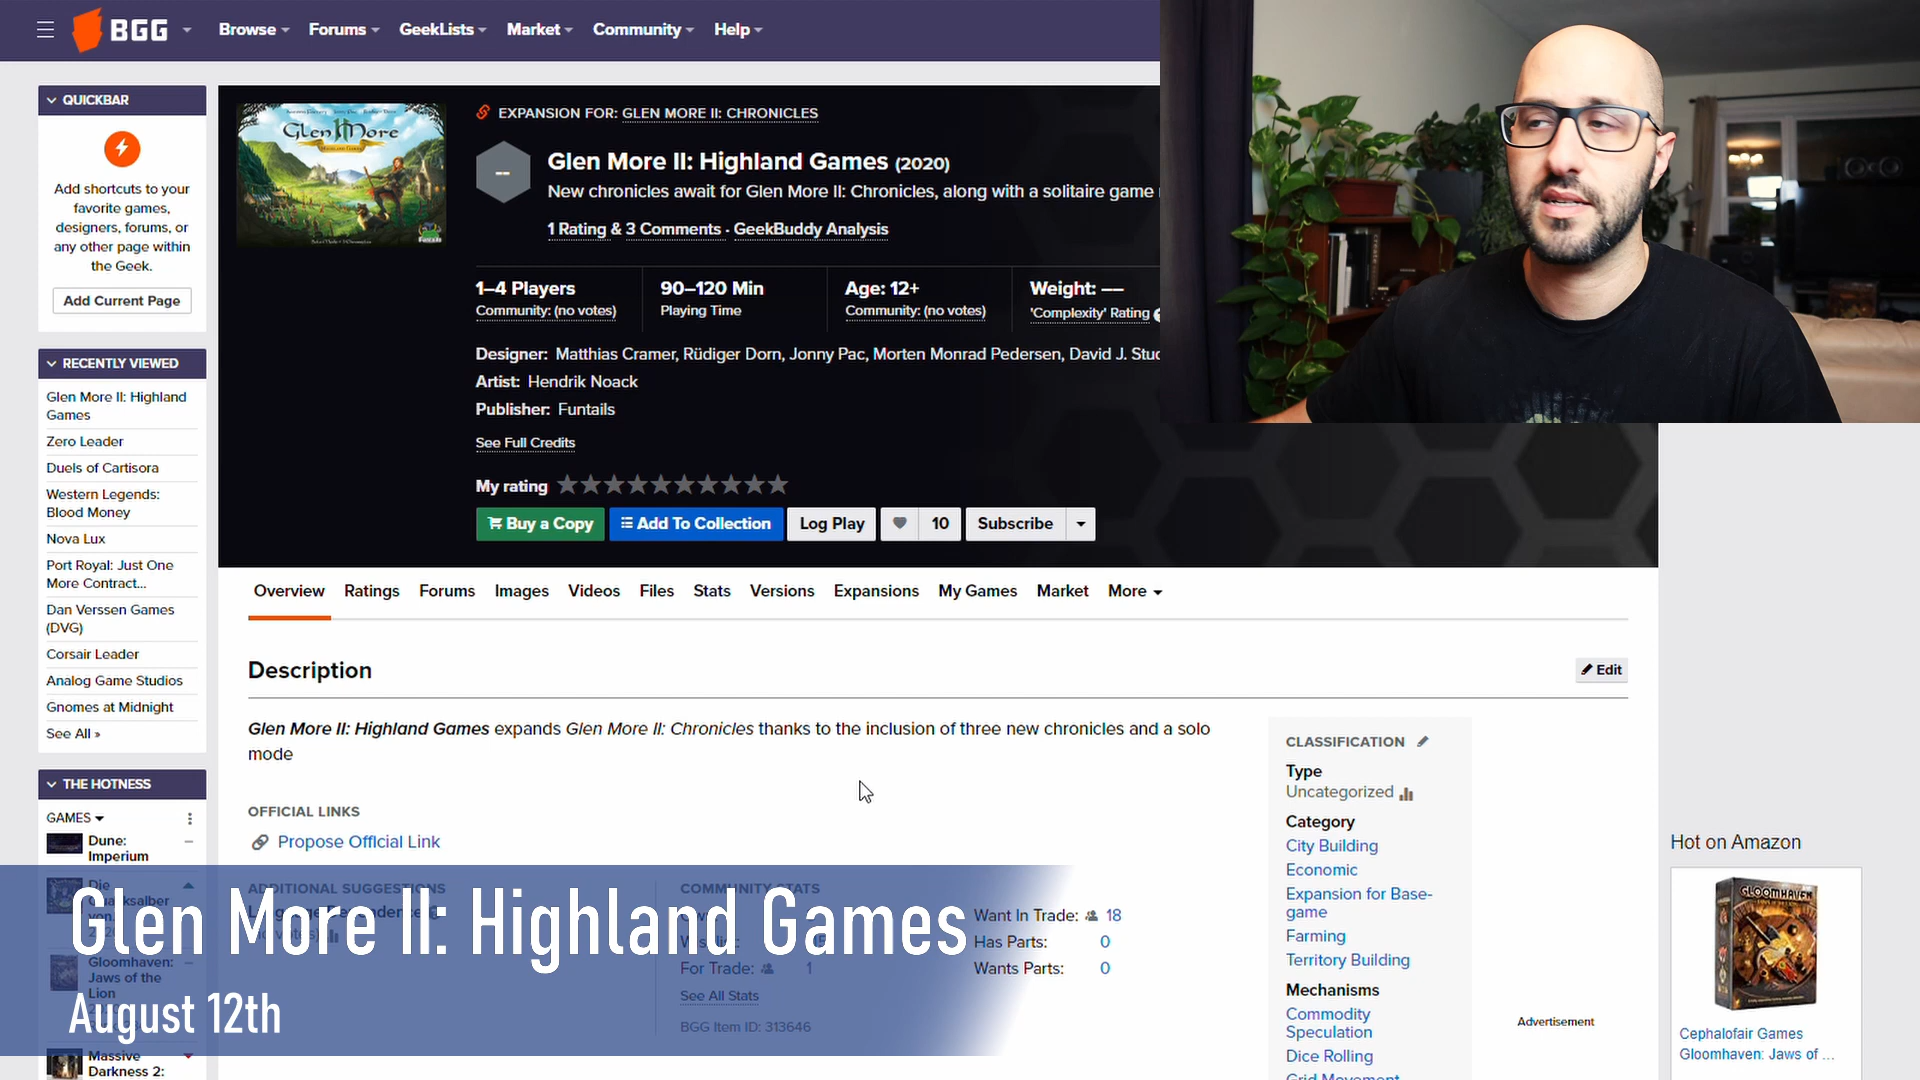 BGG
Browse
Forums
GeekLists
Market
Community
Help
QUICKBAR
Add shortcuts to your
favorite games,
designers, forums, or
any other page within
the Geek.
Add Current Page
RECENTLY VIEWED
Glen More II: Highland
Games
Zero Leader
Duels of Cartisora
Western Legends:
Blood Money
Nova Lux
Port Royal: Just One
More Contract...
Dan Verssen Games
(DVG)
Corsair Leader
Analog Game Studios
Gnomes at Midnight
See All »
THE HOTNESS
GAMES
Dune:
Imperium
Die
Quacksalber
von
Gloomhaven:
Jaws of the
Lion
Massive
Darkness 2:
Glen More
EXPANSION FOR: GLEN MORE II: CHRONICLES
--
Glen More II: Highland Games (2020)
New chronicles await for Glen More II: Chronicles, along with a solitaire game
1 Rating & 3 Comments · GeekBuddy Analysis
1–4 Players
Community: (no votes)
90–120 Min
Playing Time
Age: 12+
Community: (no votes)
Weight: ––
'Complexity' Rating
Designer: Matthias Cramer, Rüdiger Dorn, Jonny Pac, Morten Monrad Pedersen, David J. Stud
Artist: Hendrik Noack
Publisher: Funtails
See Full Credits
My rating
Buy a Copy
Add To Collection
Log Play
10
Subscribe
Overview
Ratings
Forums
Images
Videos
Files
Stats
Versions
Expansions
My Games
Market
More
Description
Edit
Glen More II: Highland Games expands Glen More II: Chronicles thanks to the inclusion of three new chronicles and a solo
mode
OFFICIAL LINKS
Propose Official Link
ADDITIONAL SUGGESTIONS
COMMUNITY STATS
For Trade: 1
See All Stats
BGG Item ID: 313646
Want In Trade: 18
Has Parts: 0
Wants Parts: 0
CLASSIFICATION
Type
Uncategorized
Category
City Building
Economic
Expansion for Base-
game
Farming
Territory Building
Mechanisms
Commodity
Speculation
Dice Rolling
Grid Movement
Advertisement
Hot on Amazon
GLOOMHAVEN
Cephalofair Games
Gloomhaven: Jaws of ...
Glen More II: Highland Games
August 12th